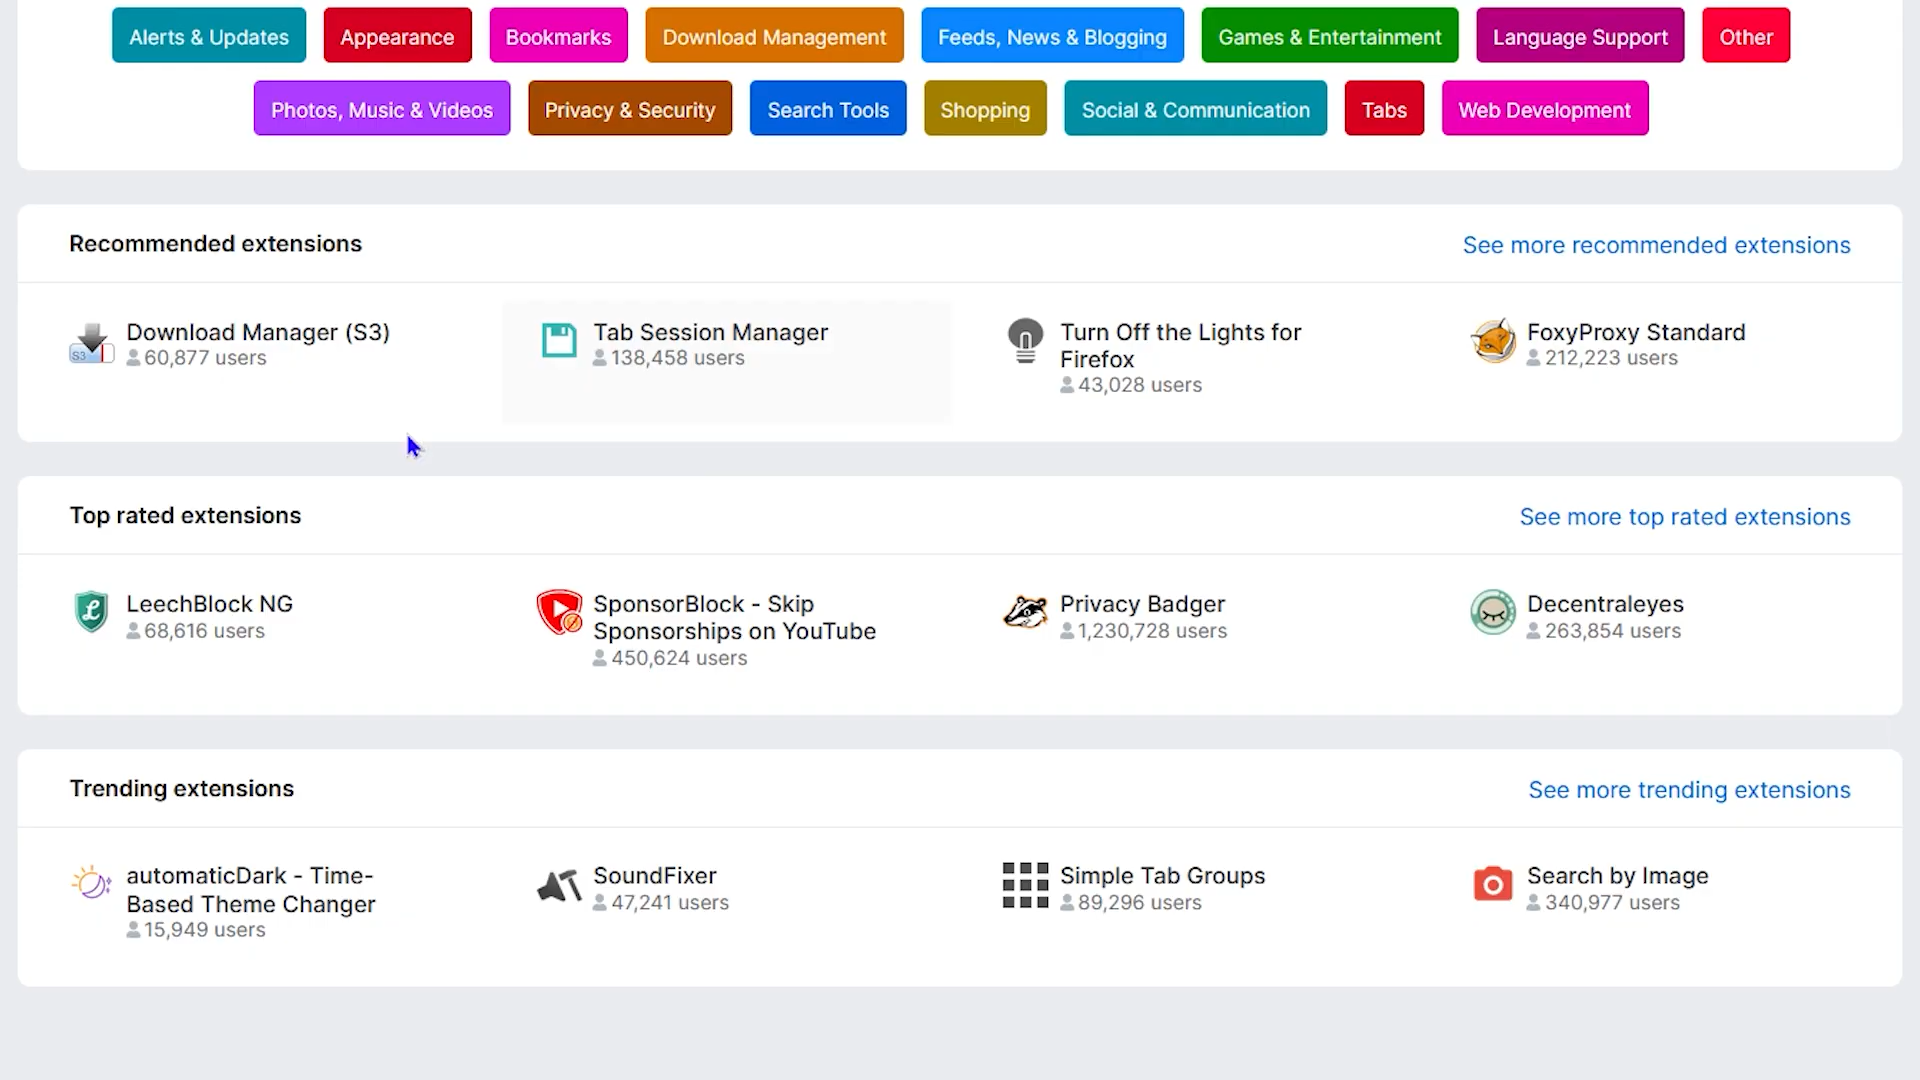 Alerts & Updates Appearance Bookmarks Download Management Feeds, News & Blogging Games & Entertainment Language Support Other
Photos, Music & Videos Privacy & Security Search Tools Shopping Social & Communication Tabs Web Development
Recommended extensions See more recommended extensions
S3
Download Manager (S3)
60,877 users
Tab Session Manager
138,458 users
Turn Off the Lights for
Firefox
43,028 users
FoxyProxy Standard
212,223 users
Top rated extensions See more top rated extensions
LeechBlock NG
68,616 users
SponsorBlock - Skip
Sponsorships on YouTube
450,624 users
Privacy Badger
1,230,728 users
Decentraleyes
263,854 users
Trending extensions See more trending extensions
automaticDark - Time-
Based Theme Changer
15,949 users
SoundFixer
47,241 users
Simple Tab Groups
89,296 users
Search by Image
340,977 users